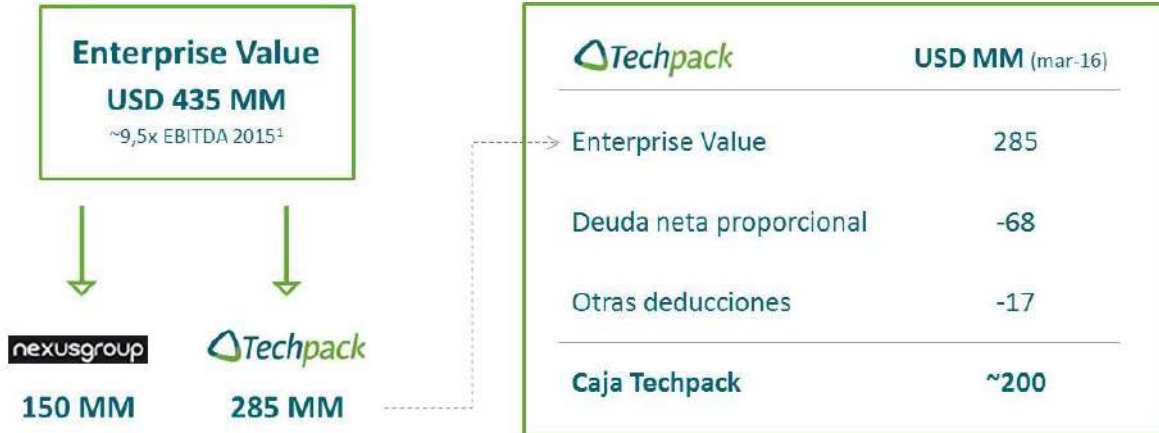 Enterprise Value
USD 435 MM
~9,5x EBITDA 2015¹
nexusgroup
Techpack
150 MM
285 MM
Techpack USD MM (mar-16)
Enterprise Value 285
Deuda neta proporcional -68
Otras deducciones -17
Caja Techpack ~200